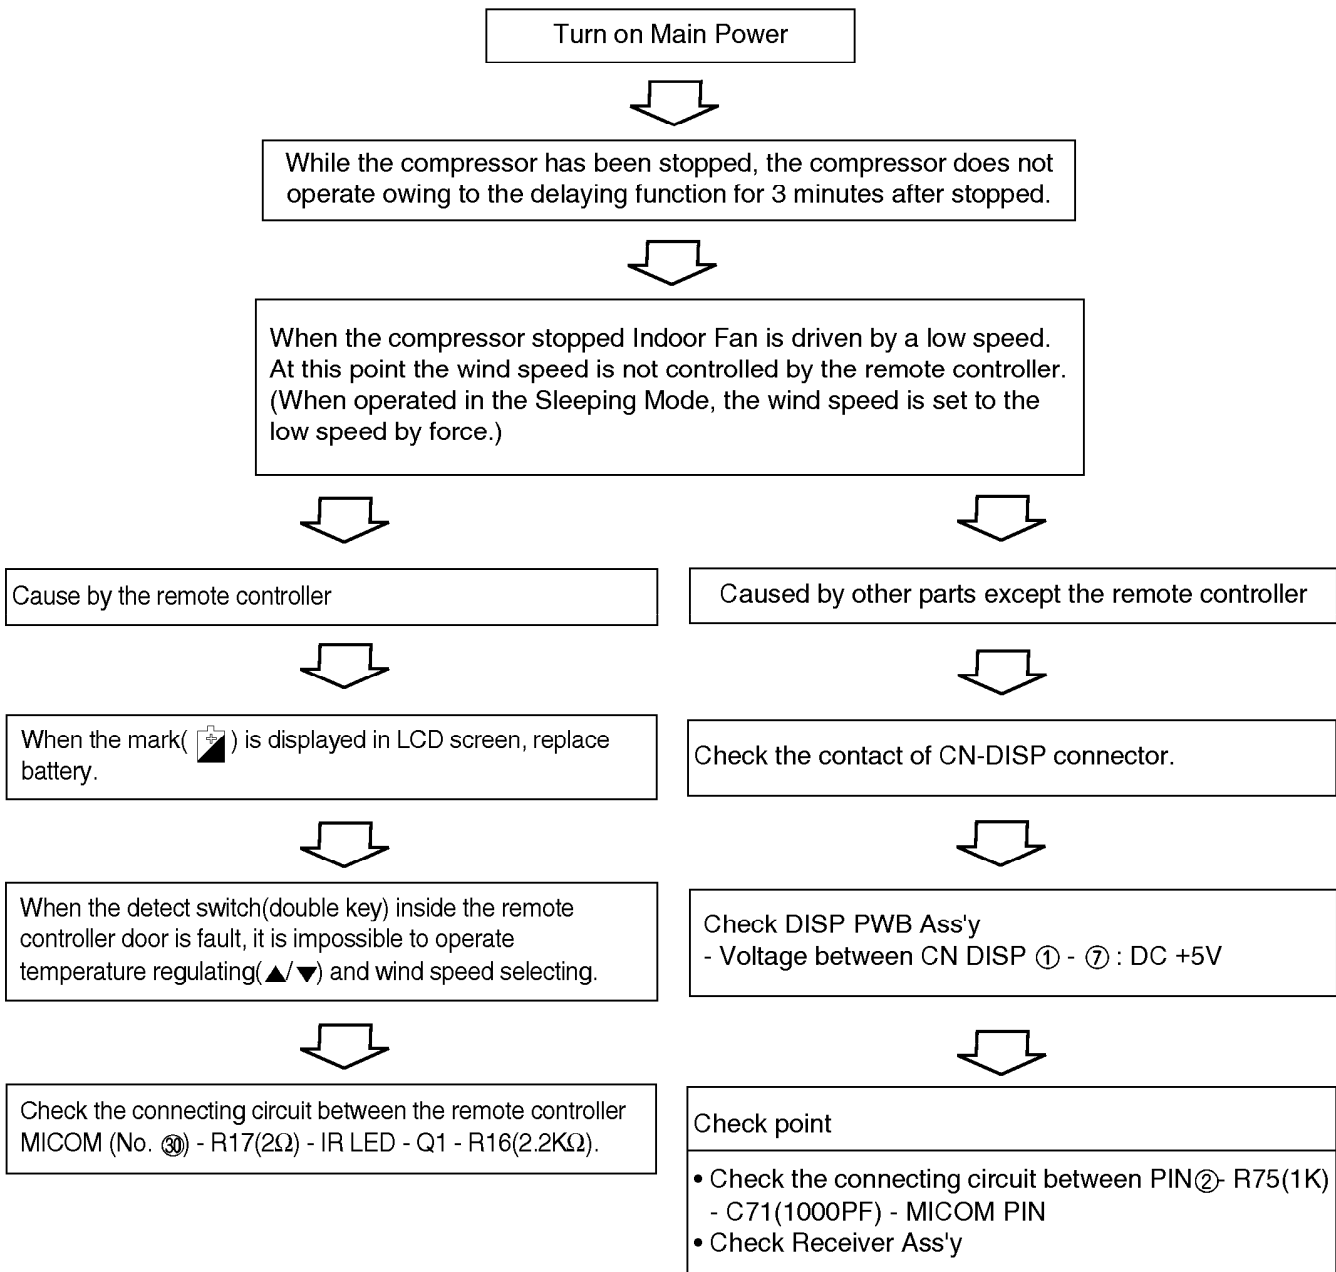 Turn on Main Power
While the compressor has been stopped, the compressor does not
operate owing to the delaying function for 3 minutes after stopped.
When the compressor stopped Indoor Fan is driven by a low speed.
At this point the wind speed is not controlled by the remote controller.
(When operated in the Sleeping Mode, the wind speed is set to the
low speed by force.)
Cause by the remote controller
When the mark( ) is displayed in LCD screen, replace
battery.
When the detect switch(double key) inside the remote
controller door is fault, it is impossible to operate
temperature regulating(▲/▼) and wind speed selecting.
Check the connecting circuit between the remote controller
MICOM (No. ㉚) - R17(2Ω) - IR LED - Q1 - R16(2.2KΩ).
Caused by other parts except the remote controller
Check the contact of CN-DISP connector.
Check DISP PWB Ass'y
- Voltage between CN DISP ① - ⑦ : DC +5V
Check point
• Check the connecting circuit between PIN②- R75(1K)
- C71(1000PF) - MICOM PIN
• Check Receiver Ass'y